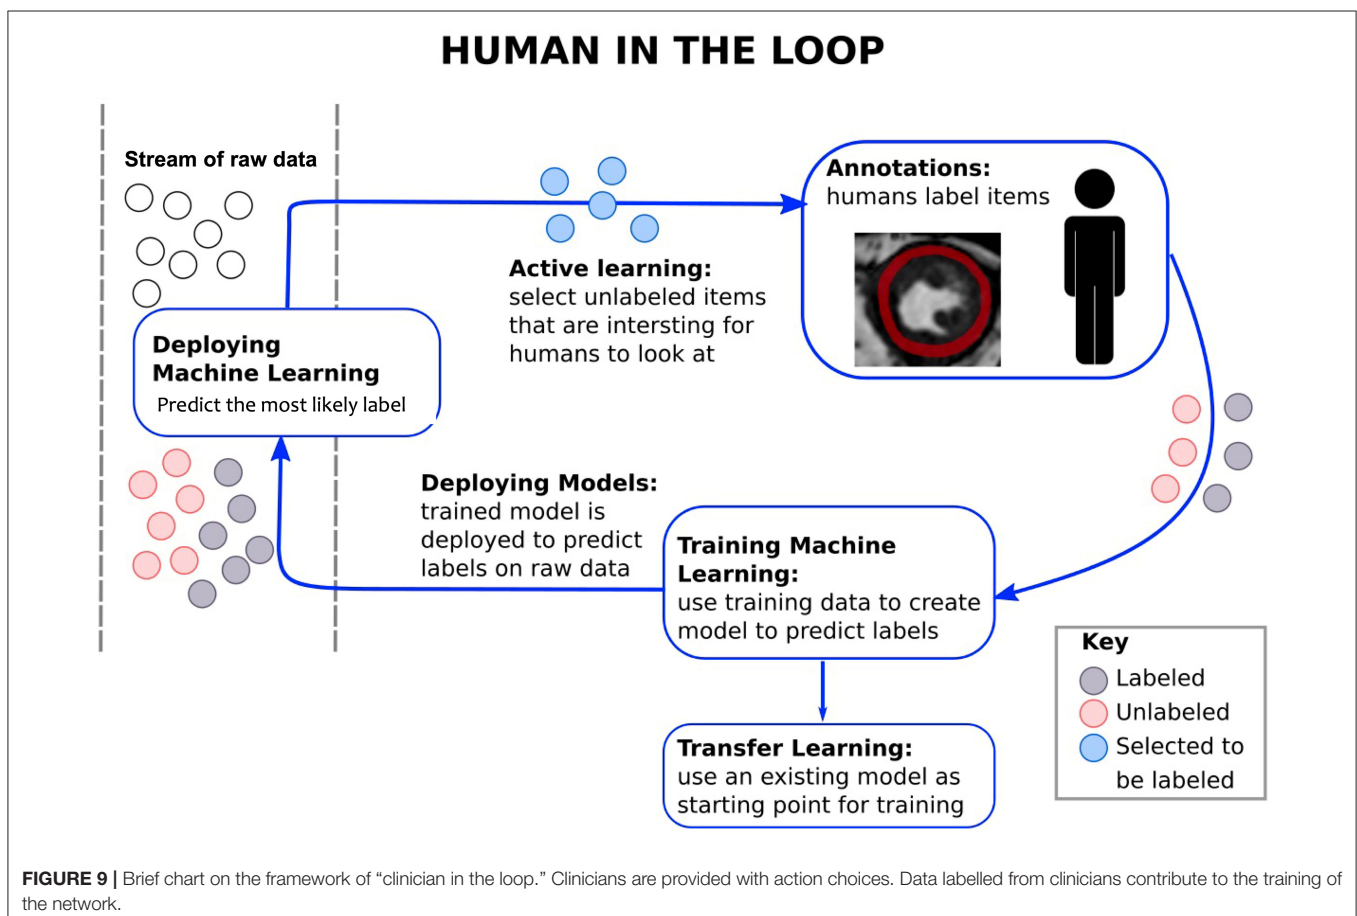 HUMAN IN THE LOOP
Stream of raw data
Deploying
Machine Learning
Predict the most likely label
Active learning:
select unlabeled items
that are intersting for
humans to look at
Annotations:
humans label items
Deploying Models:
trained model is
deployed to predict
labels on raw data
Training Machine
Learning:
use training data to create
model to predict labels
Transfer Learning:
use an existing model as
starting point for training
Key
Labeled
Unlabeled
Selected to
be labeled
FIGURE 9 | Brief chart on the framework of “clinician in the loop.” Clinicians are provided with action choices. Data labelled from clinicians contribute to the training of
the network.